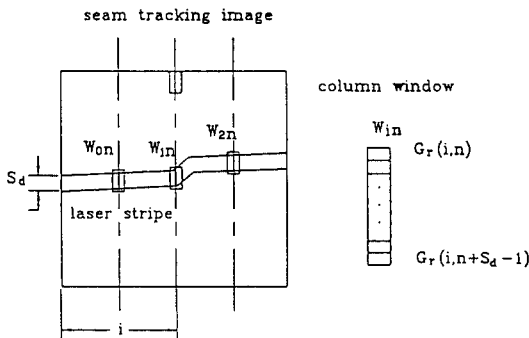 seam tracking image
column window
W0n
W1n
W2n
Win
Gr(i,n)
Sd
laser stripe
Gr(i,n+Sd-1)
i